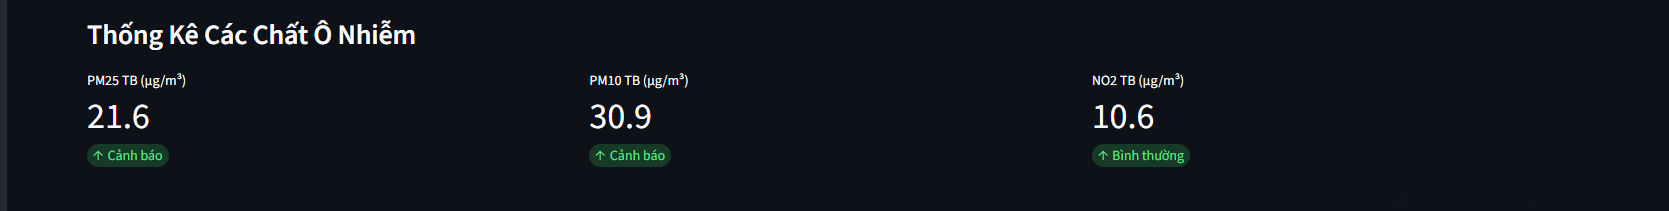 Thống Kê Các Chất Ô Nhiễm
PM25 TB (µg/m³)
21.6
↑ Cảnh báo
PM10 TB (µg/m³)
30.9
↑ Cảnh báo
NO2 TB (µg/m³)
10.6
↑ Bình thường